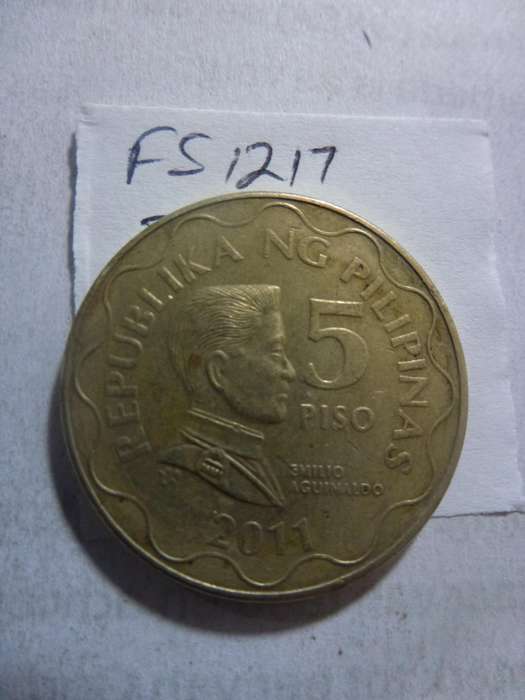 FS1217
REPUBLIKA NG PILIPINAS
5
PISO
EMILIO
AGUINALDO
2011